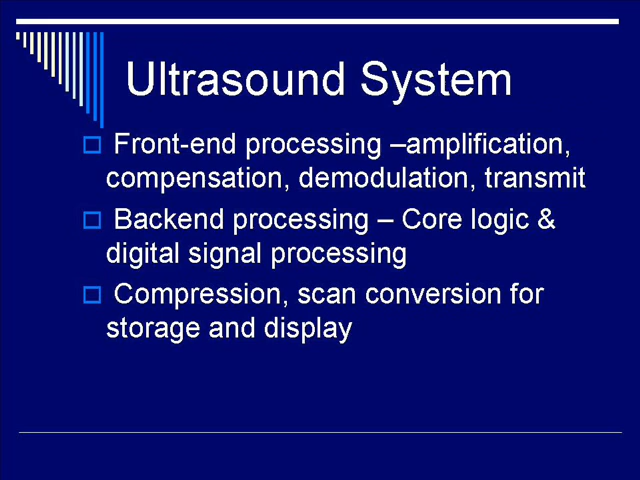 Ultrasound System
Front-end processing –amplification,
compensation, demodulation, transmit
Backend processing – Core logic &
digital signal processing
Compression, scan conversion for
storage and display